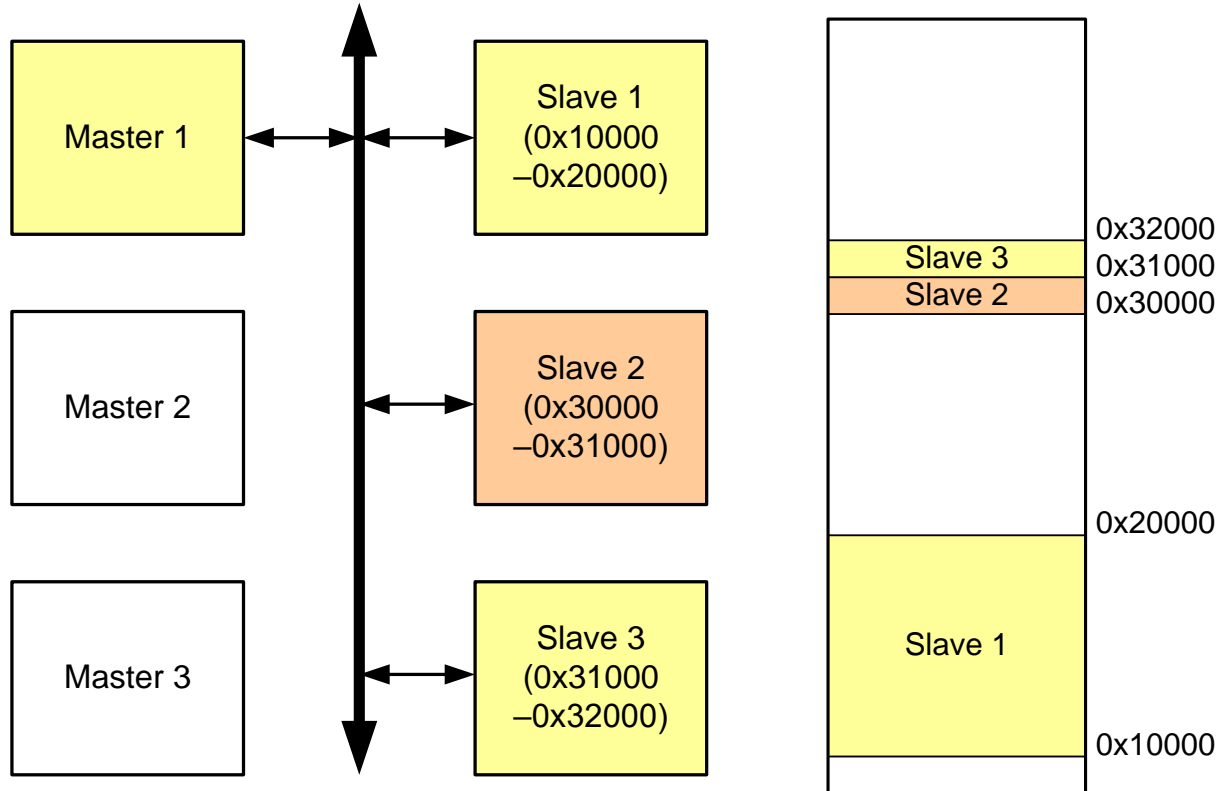 Master 1
Slave 1
(0x10000
–0x20000)
Master 2
Slave 2
(0x30000
–0x31000)
Master 3
Slave 3
(0x31000
–0x32000)
0x32000
Slave 3
0x31000
Slave 2
0x30000
0x20000
Slave 1
0x10000